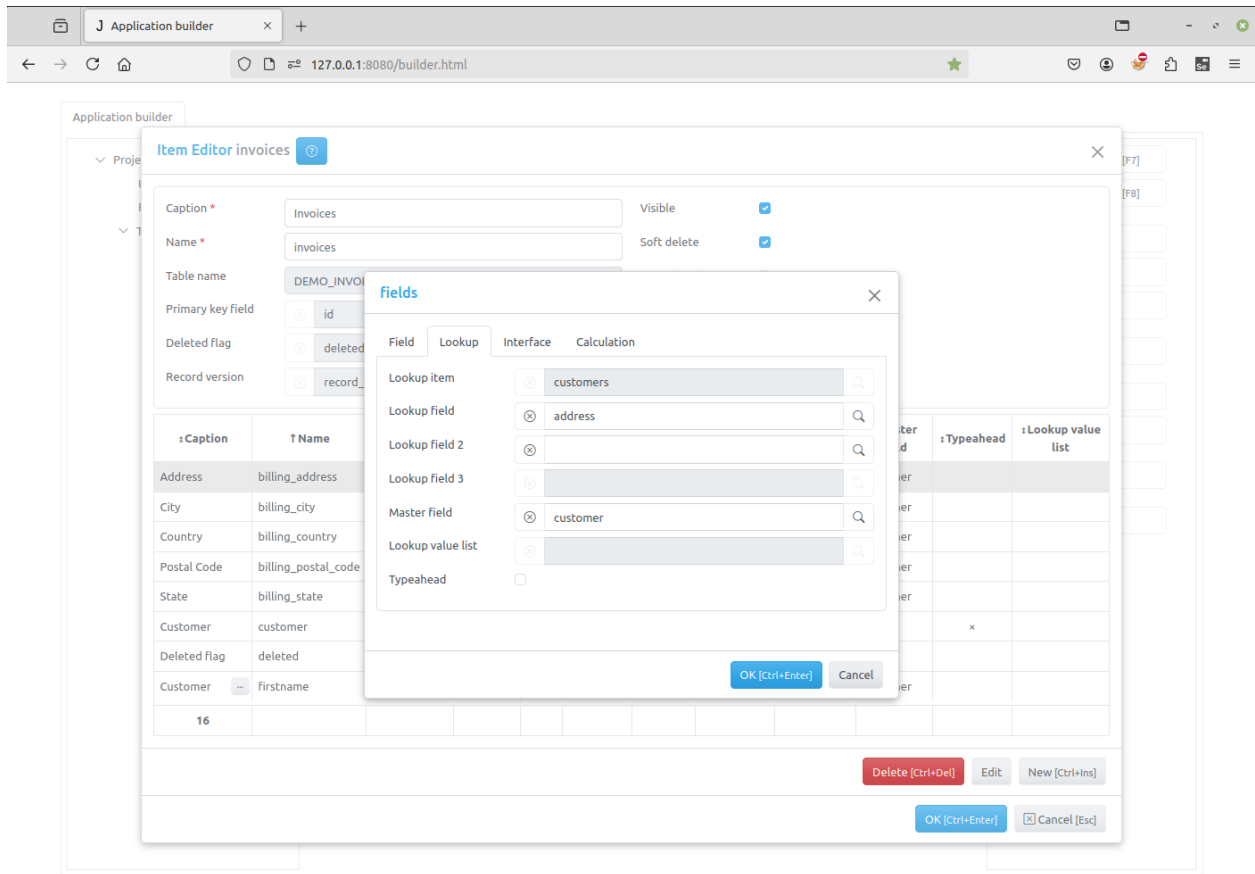 J Application builder
127.0.0.1:8080/builder.html
Application builder
Item Editor invoices
Proje
[F7]
[F8]
Caption *
Invoices
Visible
Name *
invoices
Soft delete
Table name
DEMO_INVOI
Primary key field
id
Deleted flag
deleted
Record version
record_
fields
Field Lookup Interface Calculation
Lookup item
customers
Lookup field
address
Lookup field 2
Lookup field 3
Master field
customer
Lookup value list
Typeahead
OK [Ctrl+Enter] Cancel
Caption Name Typeahead Lookup value list
Address billing_address
City billing_city
Country billing_country
Postal Code billing_postal_code
State billing_state
Customer customer
Deleted flag deleted
Customer ... firstname
16
Delete [Ctrl+Del] Edit New [Ctrl+Ins]
OK [Ctrl+Enter] Cancel [Esc]